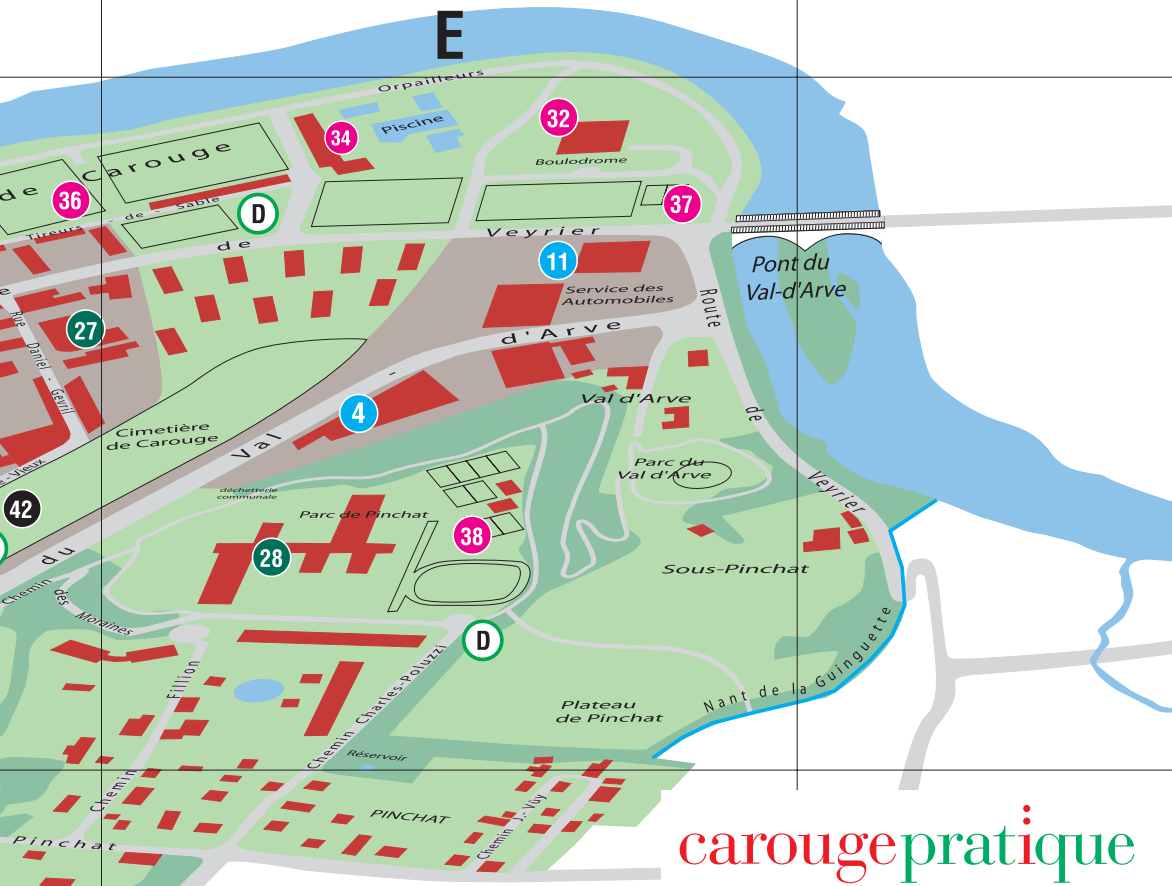 E
Orpailleurs
Piscine
32
34
Boulodrome
de Carouge
36
Tireurs - de - Sable
D
37
de Veyrier
11
Pont du
Val-d'Arve
Service des
Automobiles
Route
d'Arve
27
Rue Daniel - Gevril
-
4
Val d'Arve
Cimetière
de Carouge
Val
de
Parc du
Val d'Arve
e-Vieux
42
déchetterie
communale
Parc de Pinchat
Veyrier
38
28
du
Sous-Pinchat
Chemin
des
Moraines
D
Nant de la Guinguette
Fillion
Chemin Charles-Poluzzi
Plateau
de Pinchat
Réservoir
Chemin
PINCHAT
Chemin J.-Vüy
Pinchat
carougepratique